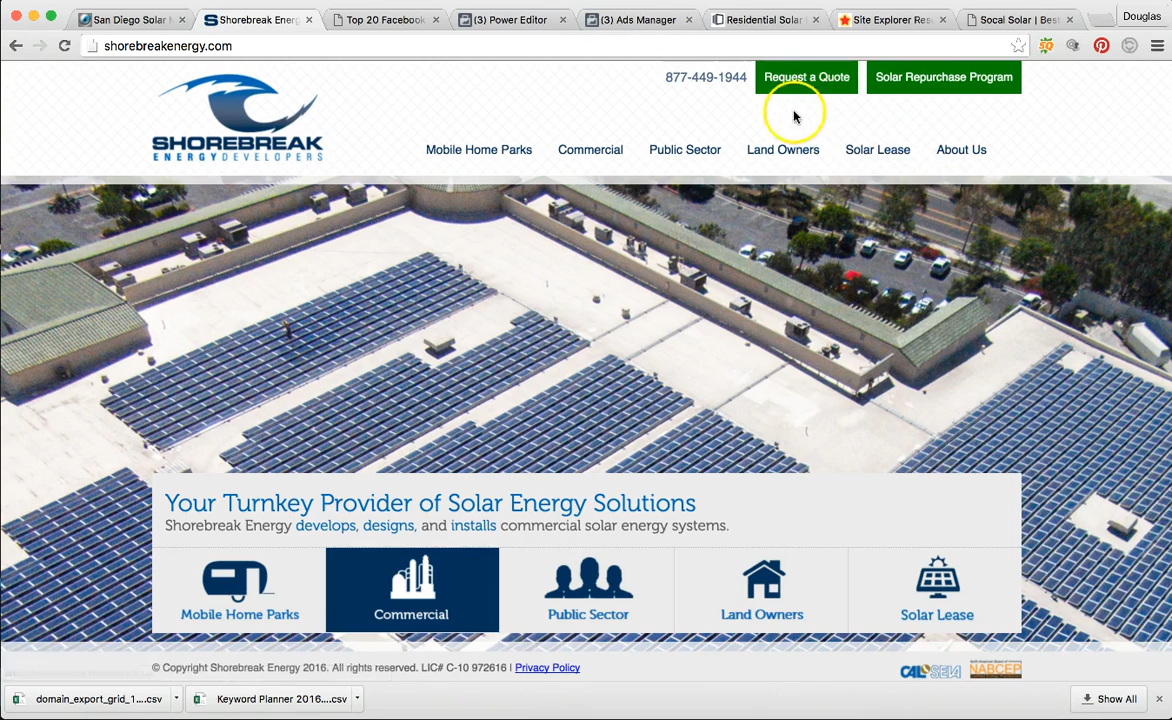 San Diego Solar
Shorebreak Ener
Top 20 Facebook
(3) Power Editor
(3) Ads Manager
Residential Solar
Site Explorer Res
Socal Solar | Best
Douglas
shorebreakenergy.com
877-449-1944
Request a Quote
Solar Repurchase Program
SHOREBREAK
ENERGYDEVELOPERS
Mobile Home Parks
Commercial
Public Sector
Land Owners
Solar Lease
About Us
Your Turnkey Provider of Solar Energy Solutions
Shorebreak Energy develops, designs, and installs commercial solar energy systems.
Mobile Home Parks
Commercial
Public Sector
Land Owners
Solar Lease
© Copyright Shorebreak Energy 2016. All rights reserved. LIC# C-10 972616 | Privacy Policy
CALSEIA
NABCEP
domain_export_grid_1....csv
Keyword Planner 2016....csv
Show All